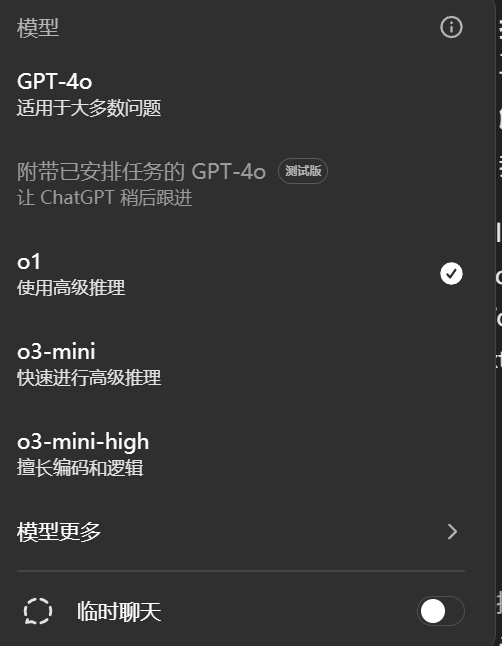 模型
GPT-4o
适用于大多数问题
附带已安排任务的 GPT-4o 测试版
让 ChatGPT 稍后跟进
o1
使用高级推理
o3-mini
快速进行高级推理
o3-mini-high
擅长编码和逻辑
模型更多
临时聊天